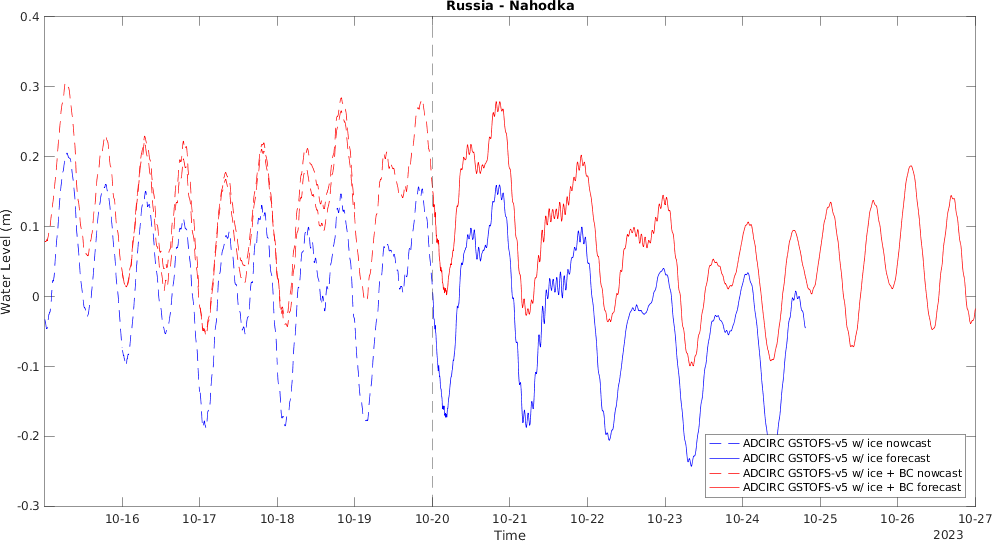 Russia - Nahodka
Water Level (m)
0.4
0.3
0.2
0.1
0
-0.1
-0.2
-0.3
ADCIRC GSTOFS-v5 w/ ice nowcast
ADCIRC GSTOFS-v5 w/ ice forecast
ADCIRC GSTOFS-v5 w/ ice + BC nowcast
ADCIRC GSTOFS-v5 w/ ice + BC forecast
10-16 10-17 10-18 10-19 10-20 10-21 10-22 10-23 10-24 10-25 10-26 10-27
Time
2023